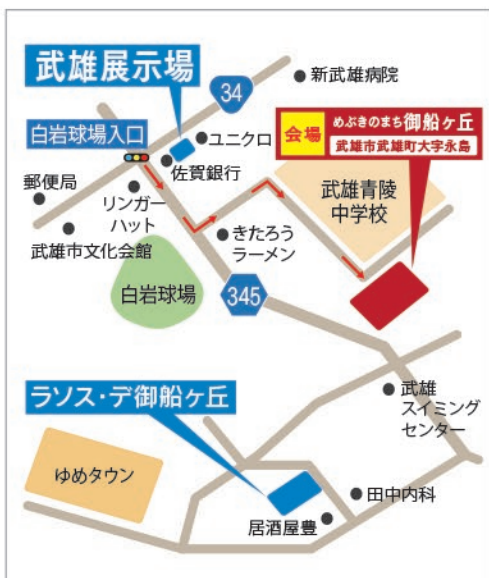 武雄展示場
34
新武雄病院
白岩球場入口
ユニクロ
会場
めぶきのまち御船ヶ丘
武雄市武雄町大字永島
佐賀銀行
郵便局
リンガー
ハット
武雄市文化会館
きたろう
ラーメン
武雄青陵
中学校
白岩球場
345
ラソス・デ御船ヶ丘
武雄
スイミング
センター
ゆめタウン
田中内科
居酒屋豊